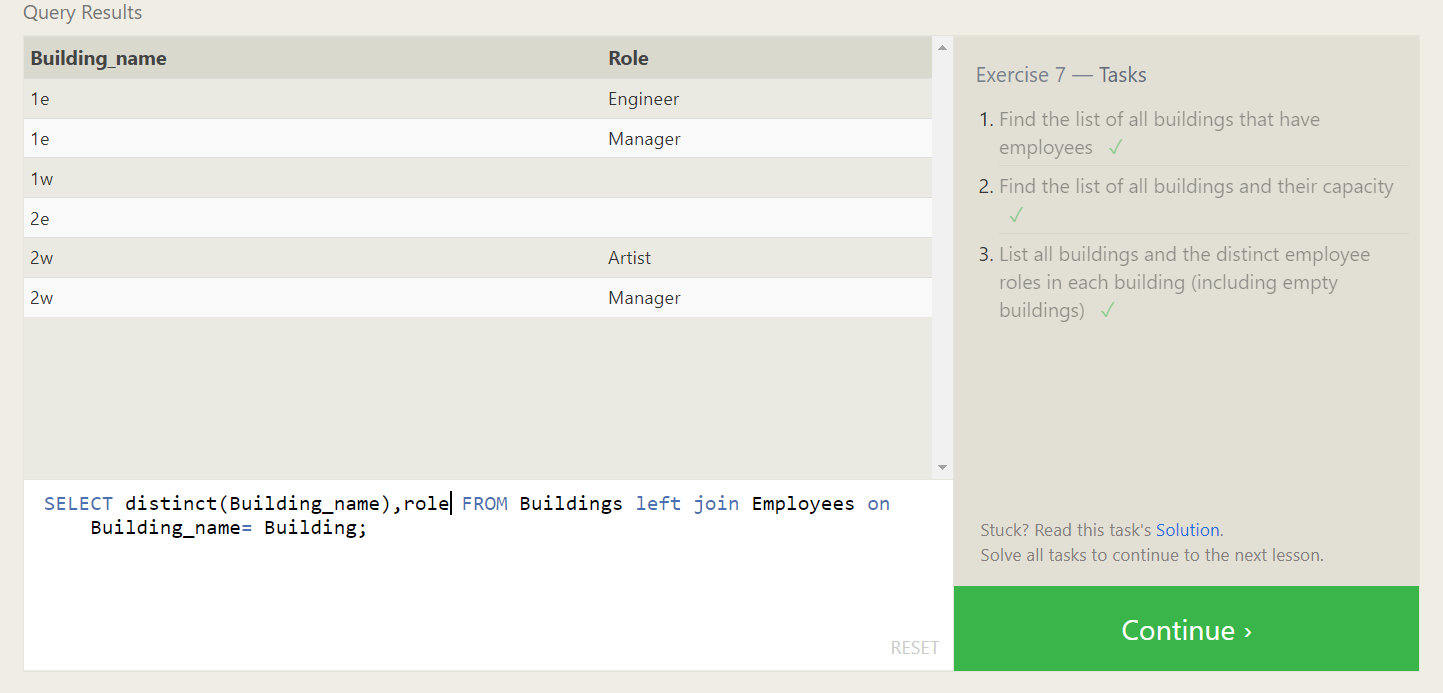 Query Results
Building_name Role
1e Engineer
1e Manager
1w
2e
2w Artist
2w Manager
SELECT distinct(Building_name),role FROM Buildings left join Employees on
Building_name= Building;
RESET
Exercise 7 — Tasks
1. Find the list of all buildings that have
employees ✓
2. Find the list of all buildings and their capacity
✓
3. List all buildings and the distinct employee
roles in each building (including empty
buildings) ✓
Stuck? Read this task's Solution.
Solve all tasks to continue to the next lesson.
Continue ›